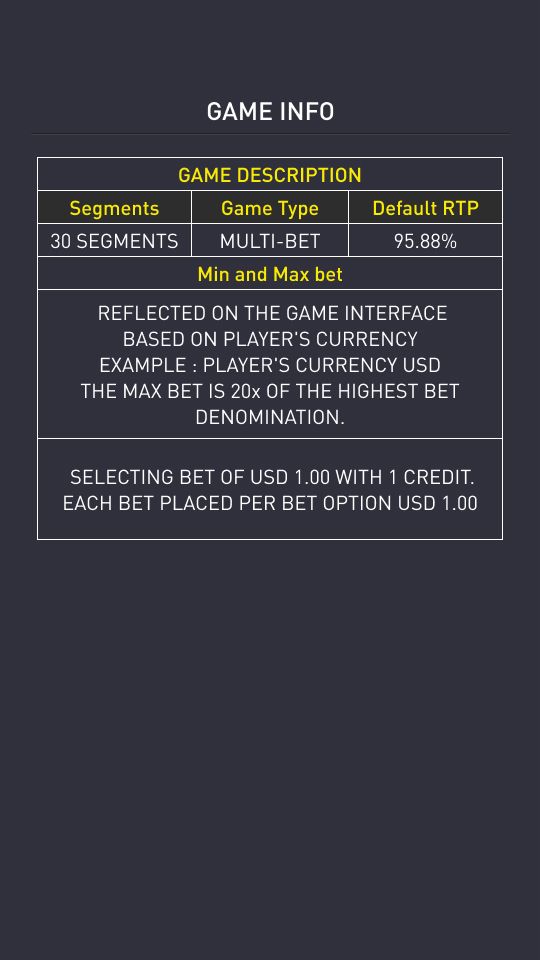 GAME INFO
GAME DESCRIPTION
Segments Game Type Default RTP
30 SEGMENTS MULTI-BET 95.88%
Min and Max bet
REFLECTED ON THE GAME INTERFACE
BASED ON PLAYER'S CURRENCY
EXAMPLE : PLAYER'S CURRENCY USD
THE MAX BET IS 20x OF THE HIGHEST BET
DENOMINATION.
SELECTING BET OF USD 1.00 WITH 1 CREDIT.
EACH BET PLACED PER BET OPTION USD 1.00